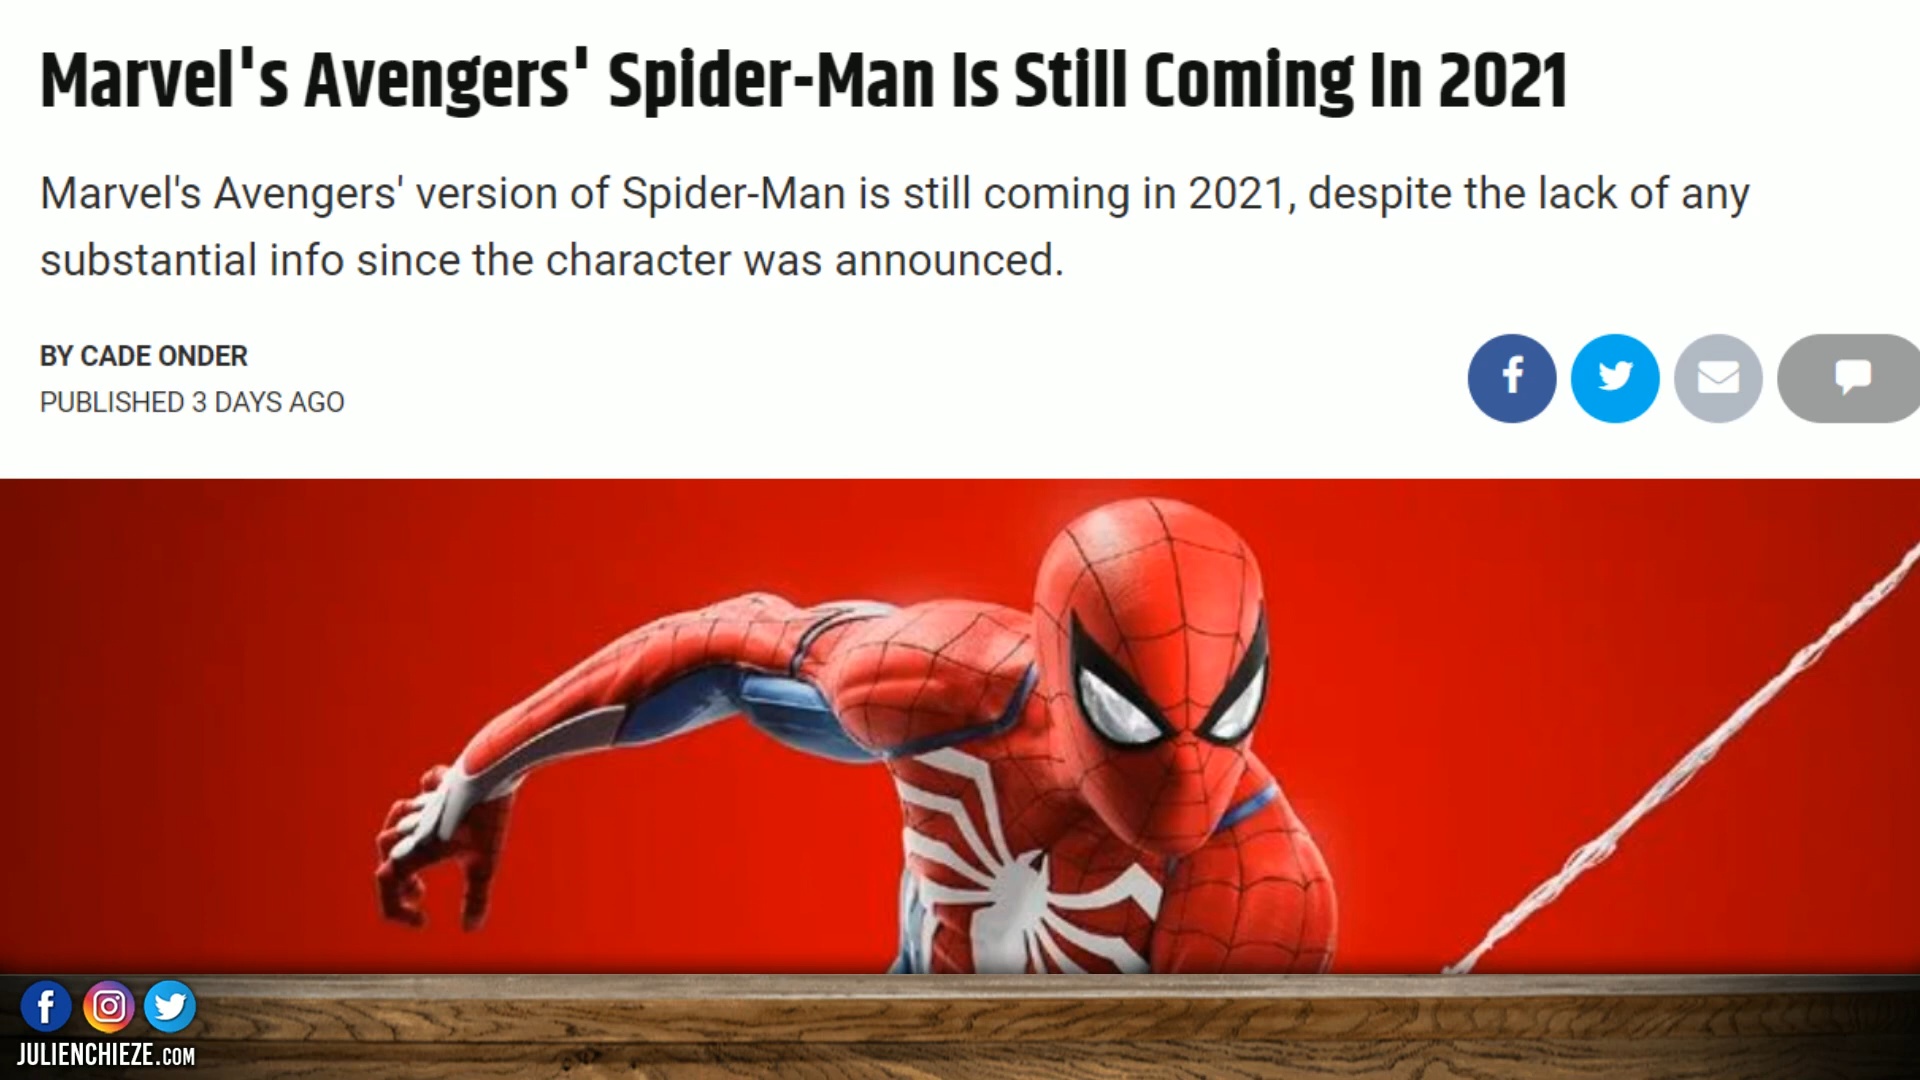 Marvel's Avengers' Spider-Man Is Still Coming In 2021
Marvel's Avengers' version of Spider-Man is still coming in 2021, despite the lack of any
substantial info since the character was announced.
BY CADE ONDER
PUBLISHED 3 DAYS AGO
JULIENCHIEZE.COM